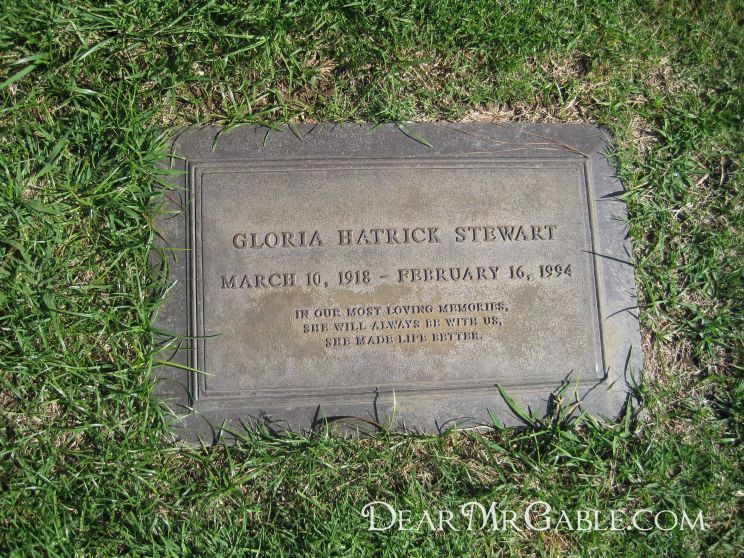 GLORIA HATRICK STEWART
MARCH 10, 1918 – FEBRUARY 16, 1994
IN OUR MOST LOVING MEMORIES,
SHE WILL ALWAYS BE WITH US,
SHE MADE LIFE BETTER.
DEARMRGABLE.COM